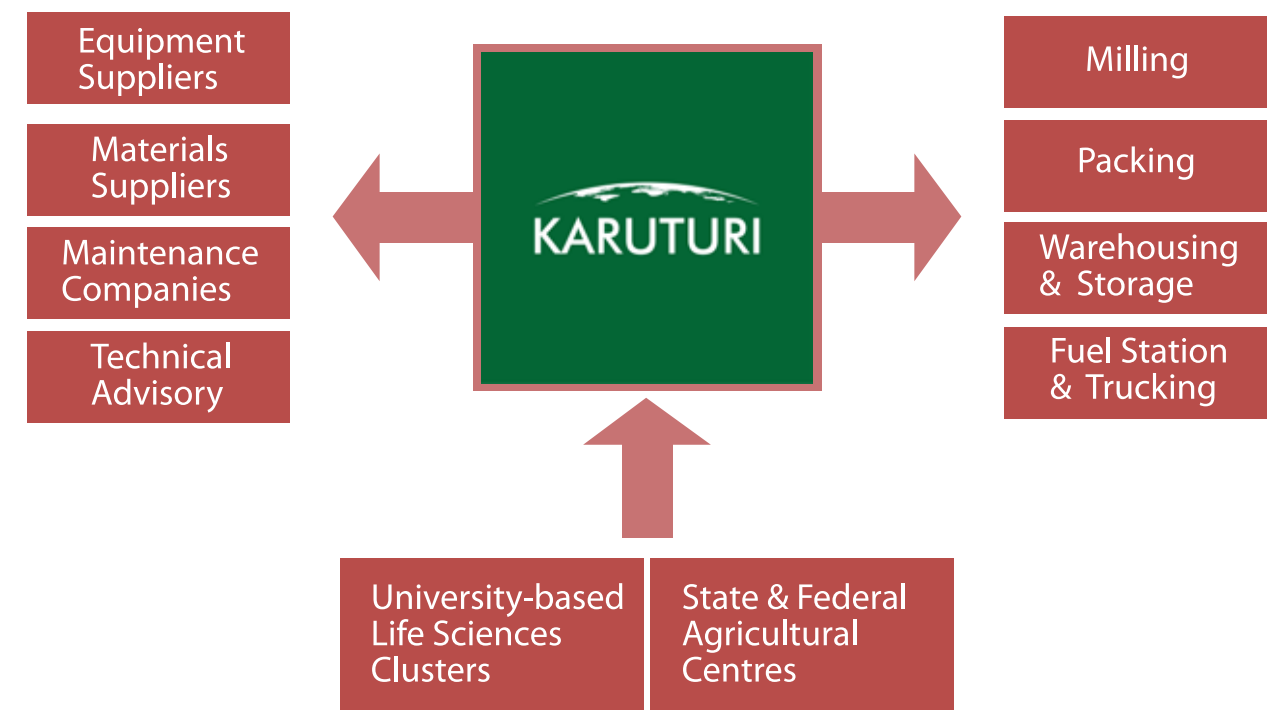 Equipment
Suppliers
Materials
Suppliers
Maintenance
Companies
Technical
Advisory
KARUTURI
Milling
Packing
Warehousing
& Storage
Fuel Station
& Trucking
University-based
Life Sciences
Clusters
State & Federal
Agricultural
Centres